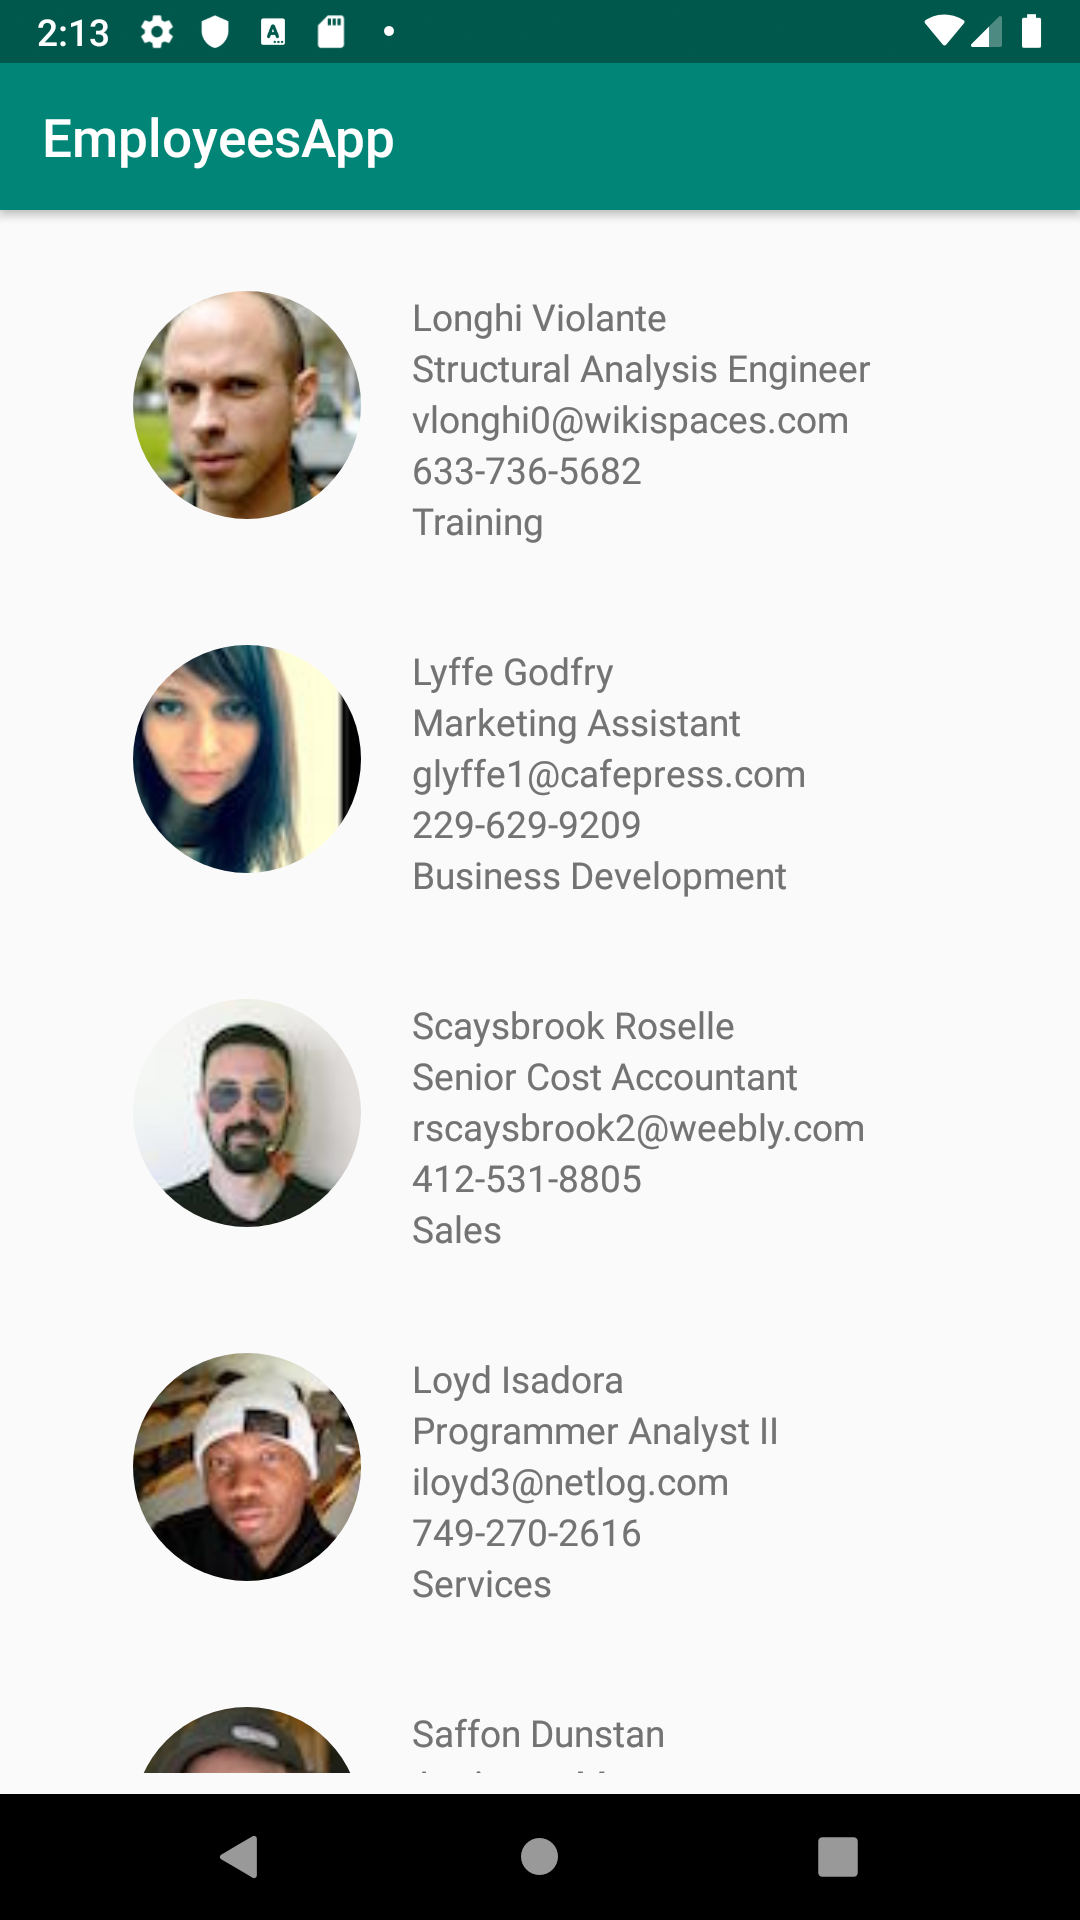 2:13
EmployeesApp
Longhi Violante
Structural Analysis Engineer
vlonghi0@wikispaces.com
633-736-5682
Training
Lyffe Godfry
Marketing Assistant
glyffe1@cafepress.com
229-629-9209
Business Development
Scaysbrook Roselle
Senior Cost Accountant
rscaysbrook2@weebly.com
412-531-8805
Sales
Loyd Isadora
Programmer Analyst II
iloyd3@netlog.com
749-270-2616
Services
Saffon Dunstan